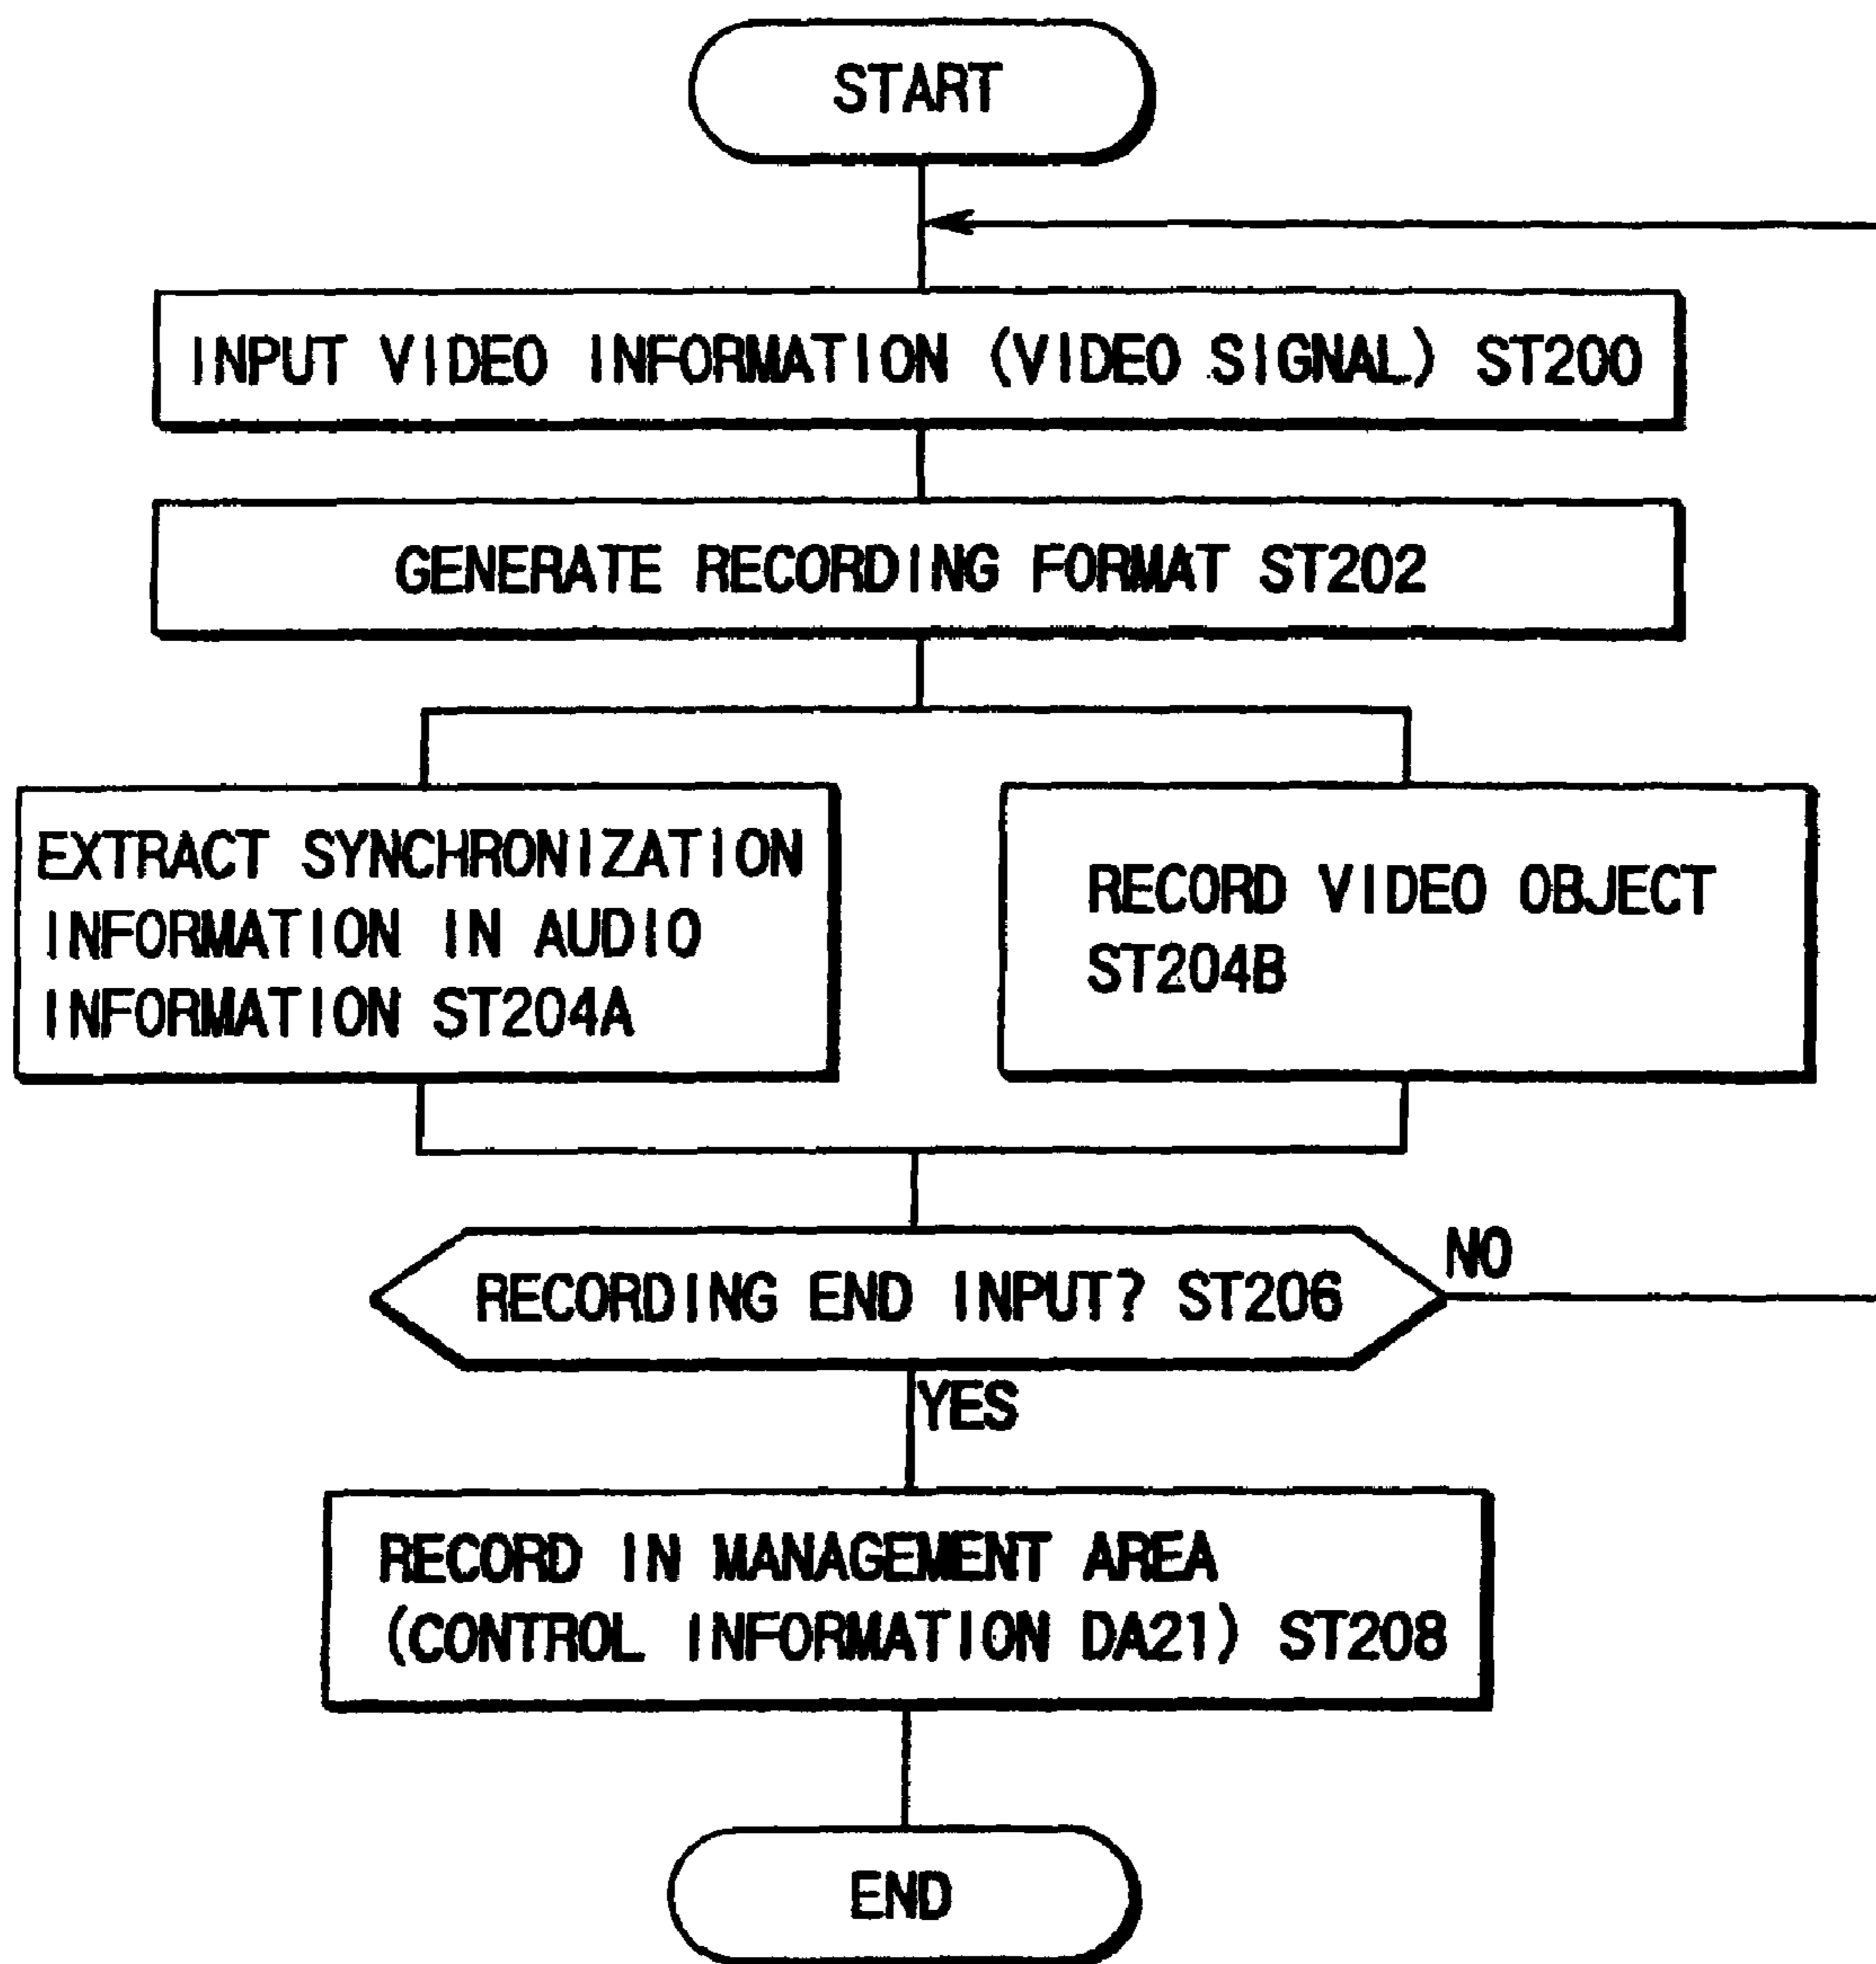 START
INPUT VIDEO INFORMATION (VIDEO SIGNAL) ST200
GENERATE RECORDING FORMAT ST202
EXTRACT SYNCHRONIZATION
INFORMATION IN AUDIO
INFORMATION ST204A
RECORD VIDEO OBJECT
ST204B
RECORDING END INPUT? ST206
NO
YES
RECORD IN MANAGEMENT AREA
(CONTROL INFORMATION DA21) ST208
END